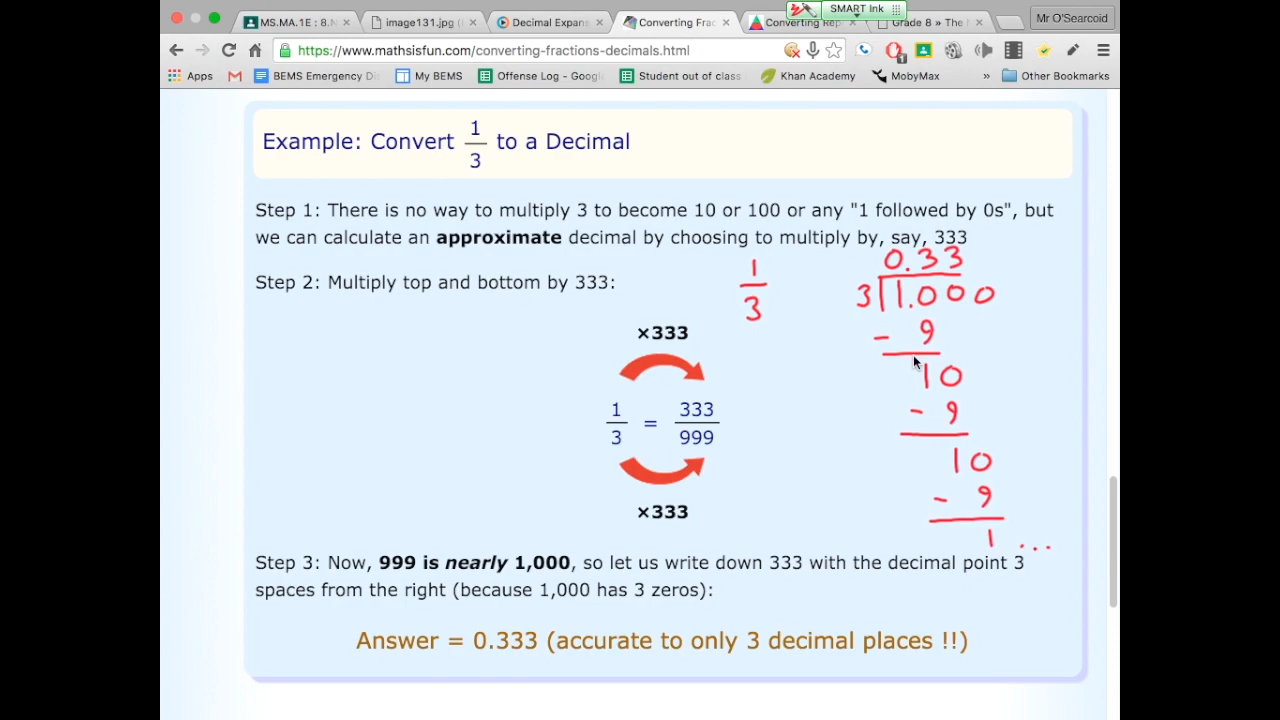 SMART Ink
MS.MA.1E : 8.N
image131.jpg (
Decimal Expans
Converting Frac
Converting Rep
Grade 8 » The
Mr O'Searcoid
https://www.mathsisfun.com/converting-fractions-decimals.html
1
Apps
BEMS Emergency Di
My BEMS
Offense Log - Googl
Student out of class
Khan Academy
MobyMax
»
Other Bookmarks
Example: Convert 1/3 to a Decimal
Step 1: There is no way to multiply 3 to become 10 or 100 or any "1 followed by 0s", but
we can calculate an approximate decimal by choosing to multiply by, say, 333
Step 2: Multiply top and bottom by 333:
×333
1/3 = 333/999
×333
1/3
0.33
3 1.000
- 9
10
- 9
10
- 9
1 ...
Step 3: Now, 999 is nearly 1,000, so let us write down 333 with the decimal point 3
spaces from the right (because 1,000 has 3 zeros):
Answer = 0.333 (accurate to only 3 decimal places !!)